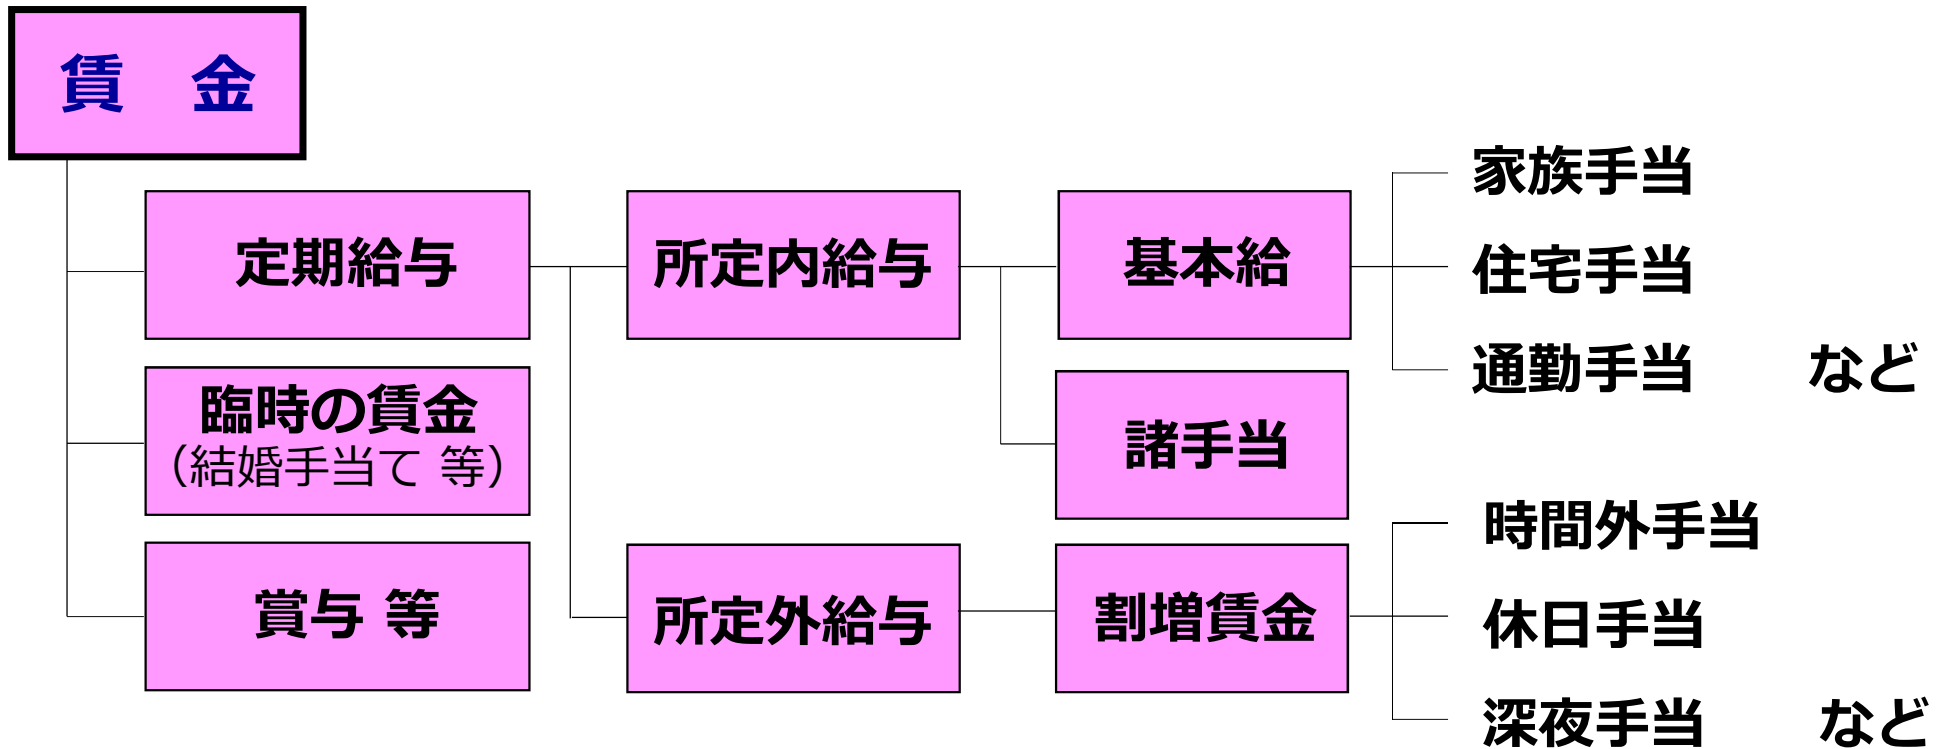 賃　金
定期給与
所定内給与
基本給
家族手当
住宅手当
通勤手当　　など
臨時の賃金
（結婚手当て 等）
諸手当
賞与 等
所定外給与
割増賃金
時間外手当
休日手当
深夜手当　　など